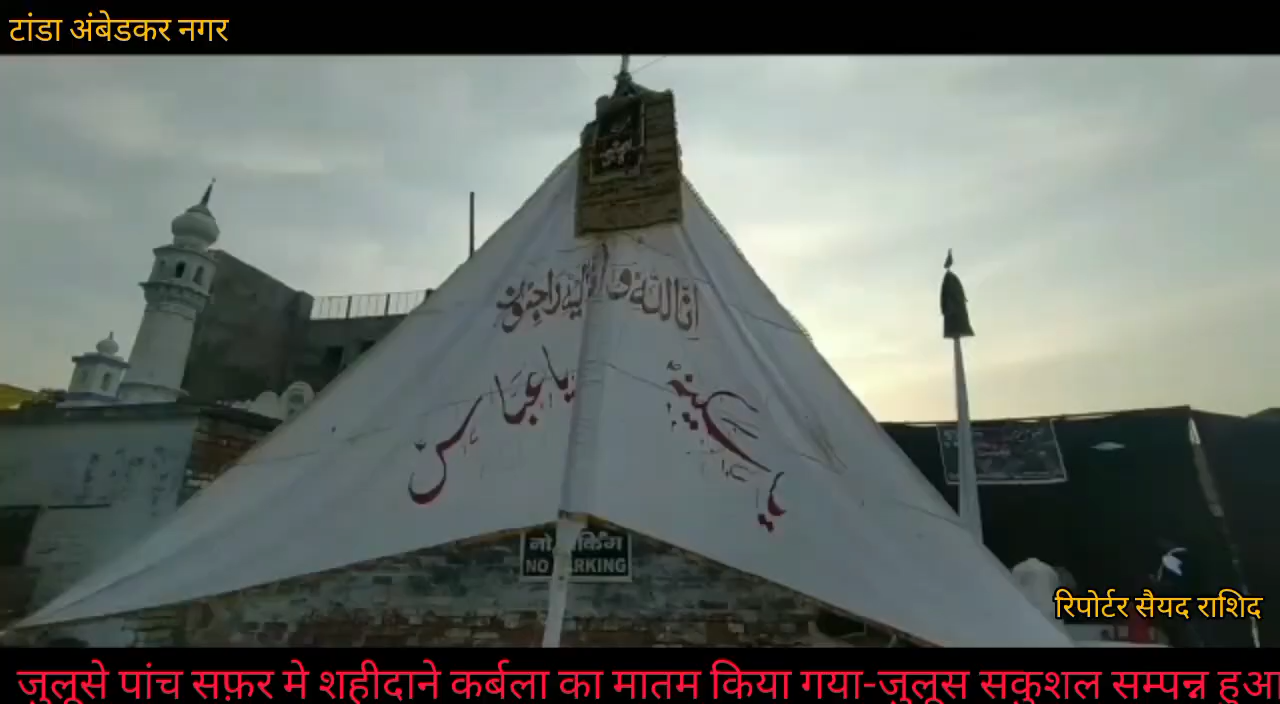 टांडा अंबेडकर नगर
انا للہ و انا الیہ راجعون
یا عباس
یا سکینہ
नो पार्किंग
NO PARKING
रिपोर्टर सैयद राशिद
जुलूसे पांच सफ़र मे शहीदाने कर्बला का मातम किया गया-जुलूस सकुशल सम्पन्न हुआ